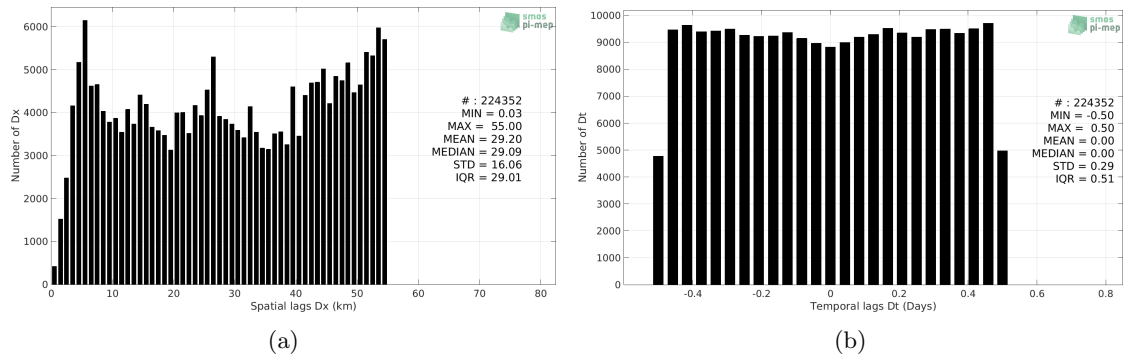 6000
5000
4000
3000
2000
1000
0
Number of Dx
0 10 20 30 40 50 60 70 80
Spatial lags Dx (km)
smos
pi-mep
# : 224352
MIN = 0.03
MAX = 55.00
MEAN = 29.20
MEDIAN = 29.09
STD = 16.06
IQR = 29.01
(a)
10000
9000
8000
7000
6000
5000
4000
3000
2000
1000
0
Number of Dt
-0.4 -0.2 0 0.2 0.4 0.6 0.8
Temporal lags Dt (Days)
smos
pi-mep
# : 224352
MIN = -0.50
MAX = 0.50
MEAN = 0.00
MEDIAN = 0.00
STD = 0.29
IQR = 0.51
(b)